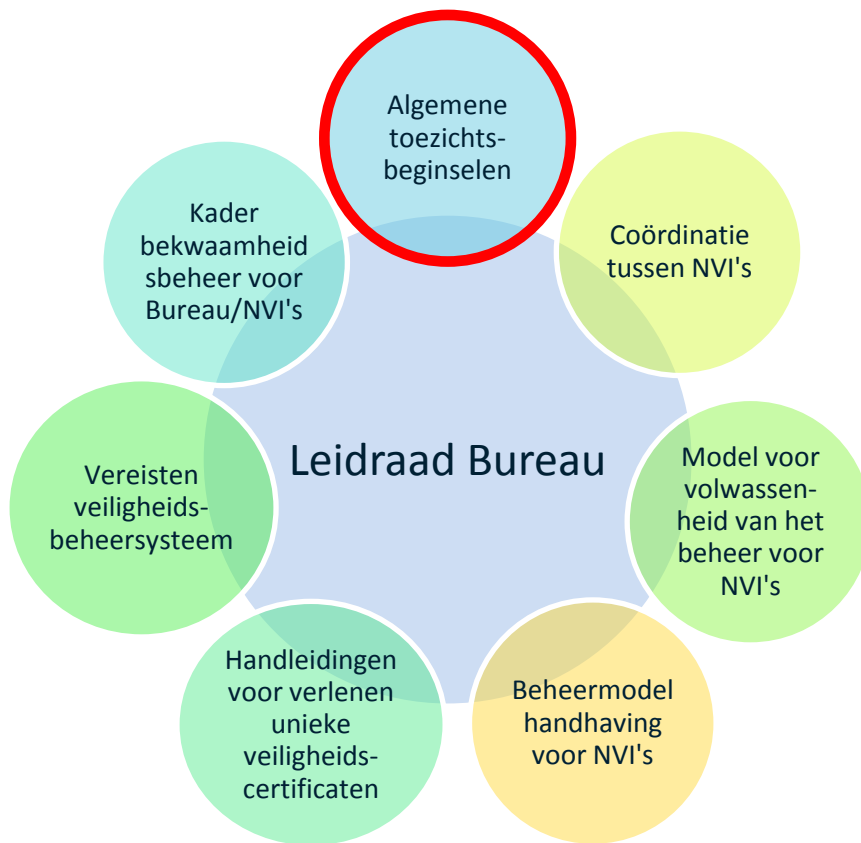 Algemene
toezichts-
beginselen
Coördinatie
tussen NVI's
Model voor
volwassen-
heid van het
beheer voor
NVI's
Beheermodel
handhaving
voor NVI's
Handleidingen
voor verlenen
unieke
veiligheids-
certificaten
Vereisten
veiligheids-
beheersysteem
Kader
bekwaamheid
sbeheer voor
Bureau/NVI's
Leidraad Bureau